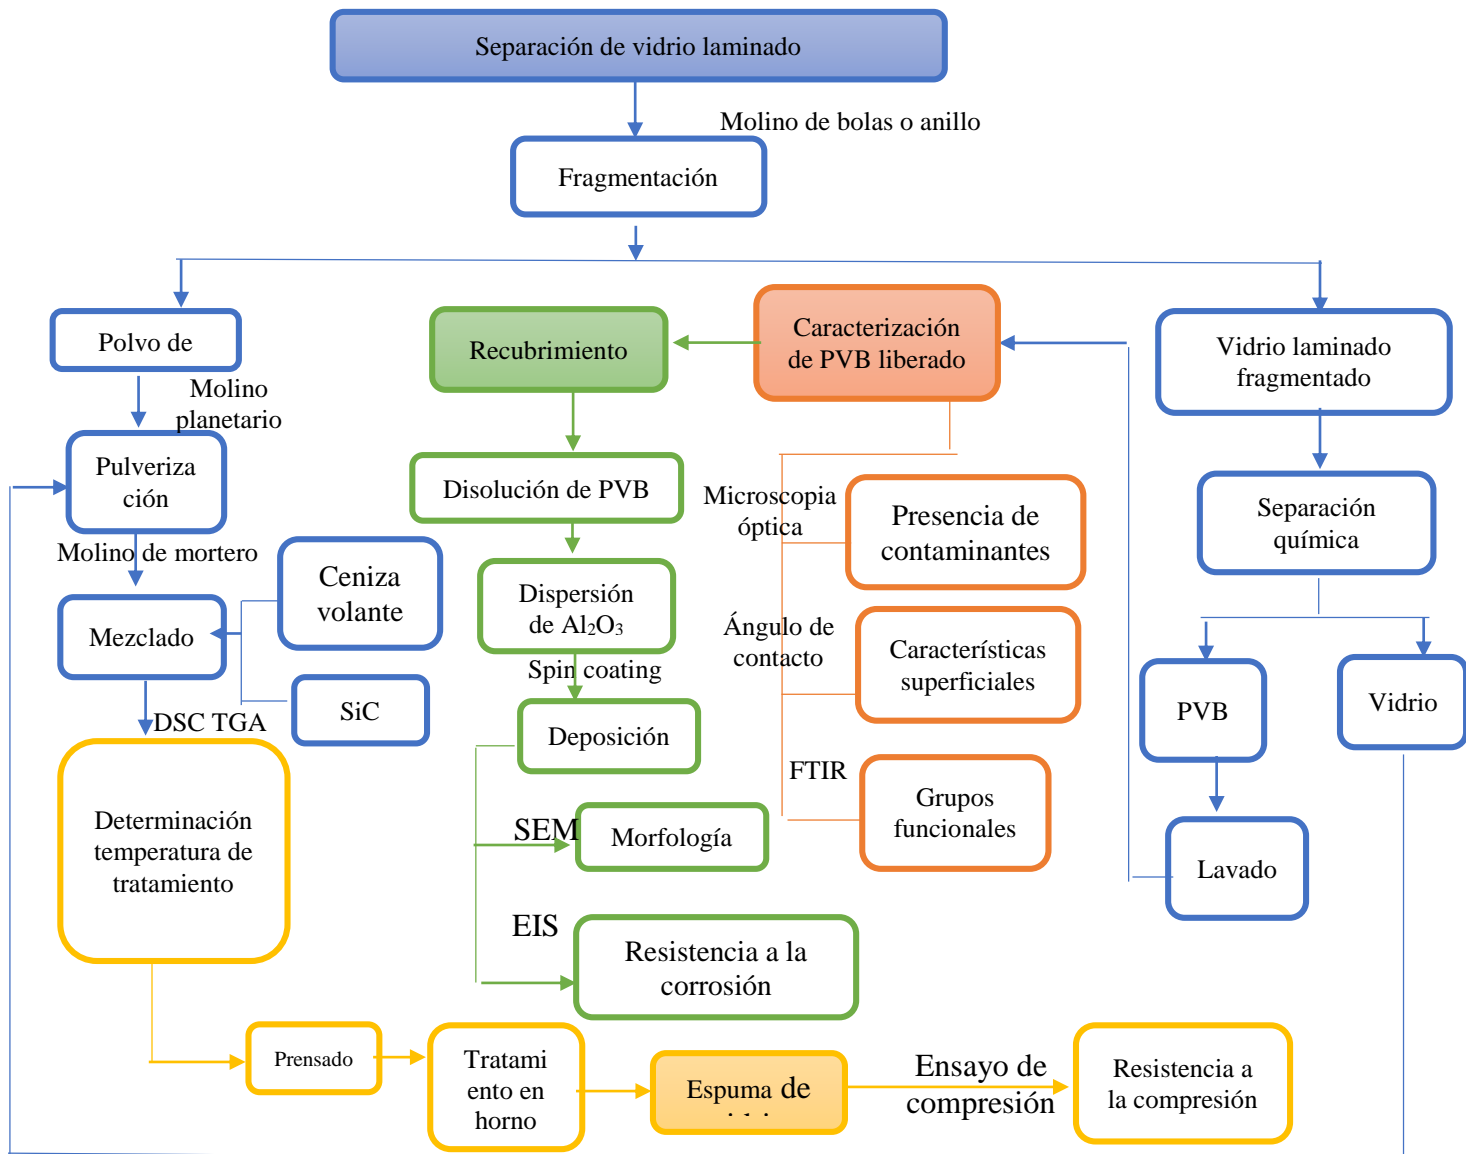 Separación de vidrio laminado
Molino de bolas o anillo
Fragmentación
Polvo de
Molino
planetario
Pulveriza
ción
Molino de mortero
Mezclado
Ceniza
volante
SiC
DSC TGA
Determinación
temperatura de
tratamiento
Recubrimiento
Disolución de PVB
Dispersión
de Al₂O₃
Spin coating
Deposición
SEM
Morfología
EIS
Resistencia a la
corrosión
Caracterización
de PVB liberado
Microscopia
óptica
Presencia de
contaminantes
Ángulo de
contacto
Características
superficiales
FTIR
Grupos
funcionales
Vidrio laminado
fragmentado
Separación
química
PVB
Vidrio
Lavado
Prensado
Tratami
ento en
horno
Espuma de
Ensayo de
compresión
Resistencia a
la compresión